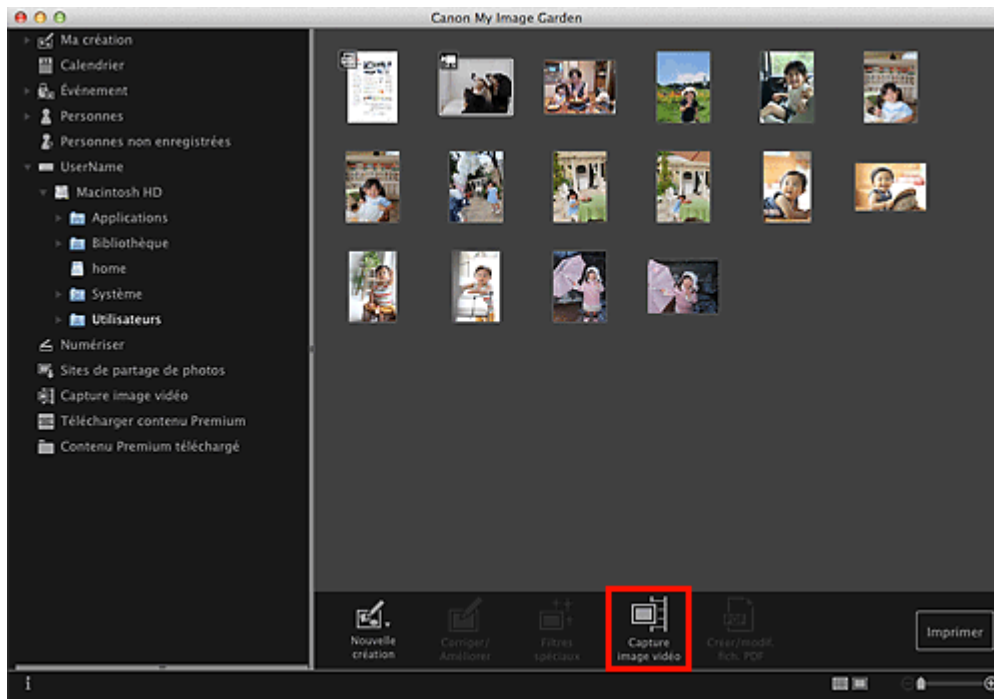 Canon My Image Garden
Ma création
Calendrier
Événement
Personnes
Personnes non enregistrées
UserName
Macintosh HD
Applications
Bibliothèque
home
Système
Utilisateurs
Numériser
Sites de partage de photos
Capture image vidéo
Télécharger contenu Premium
Contenu Premium téléchargé
Nouvelle
création
Corriger/
Améliorer
Filtres
spéciaux
Capture
image vidéo
Créer/modif.
fich. PDF
Imprimer